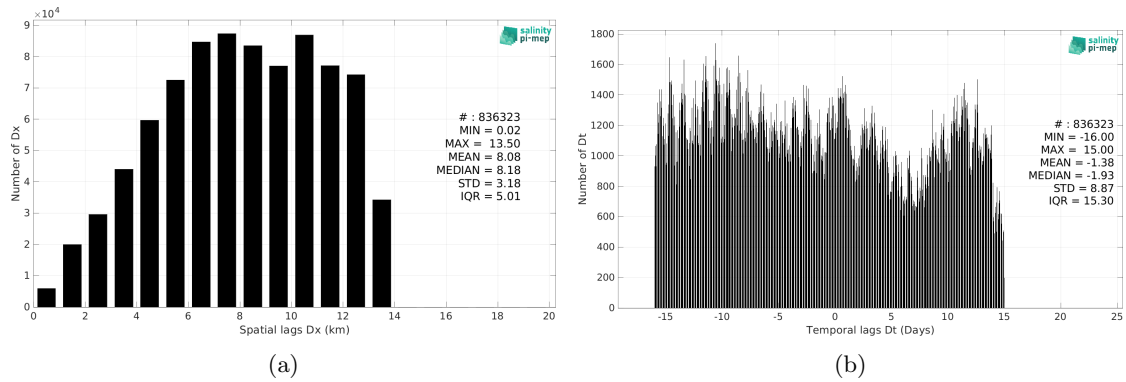 ×10⁴
9
8
7
6
5
4
3
2
1
0
Number of Dx
salinity
pi-mep
# : 836323
MIN = 0.02
MAX = 13.50
MEAN = 8.08
MEDIAN = 8.18
STD = 3.18
IQR = 5.01
0 2 4 6 8 10 12 14 16 18 20
Spatial lags Dx (km)
(a)
1800
1600
1400
1200
1000
800
600
400
200
0
Number of Dt
salinity
pi-mep
# : 836323
MIN = -16.00
MAX = 15.00
MEAN = -1.38
MEDIAN = -1.93
STD = 8.87
IQR = 15.30
-15 -10 -5 0 5 10 15 20 25
Temporal lags Dt (Days)
(b)